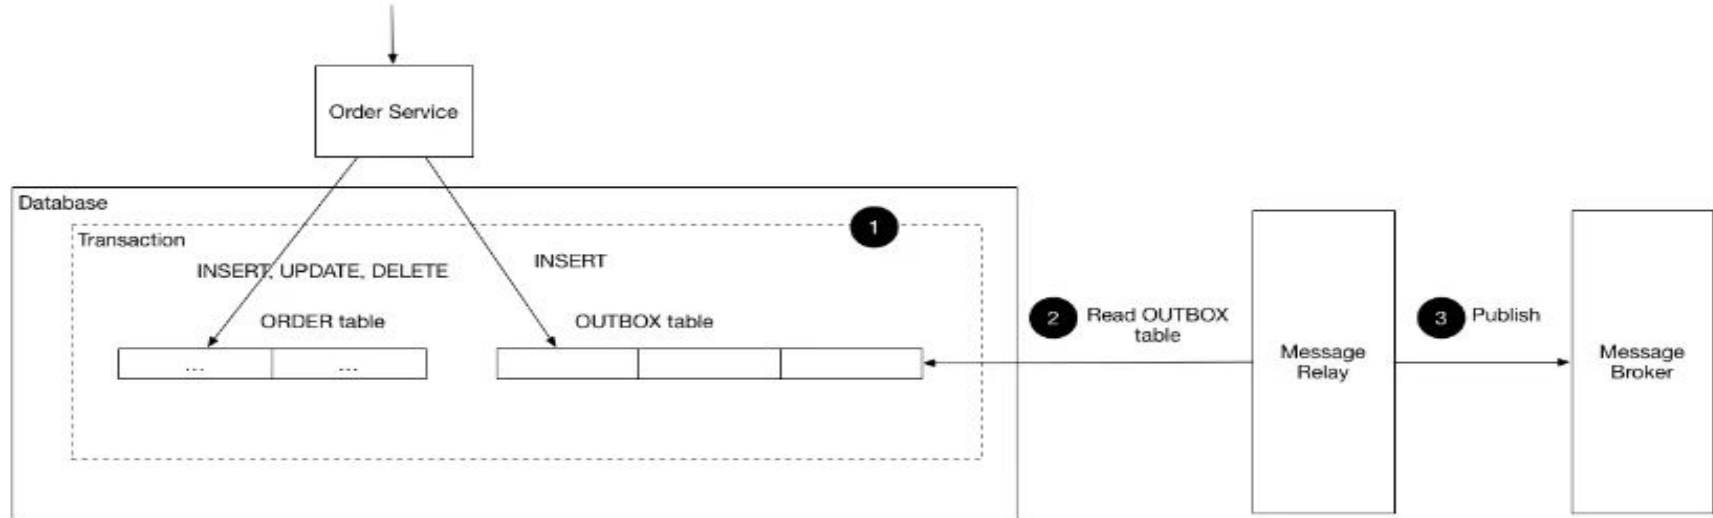 Order Service
Database
Transaction
1
INSERT, UPDATE, DELETE
INSERT
ORDER table
OUTBOX table
... ...
2 Read OUTBOX
table
3 Publish
Message
Relay
Message
Broker